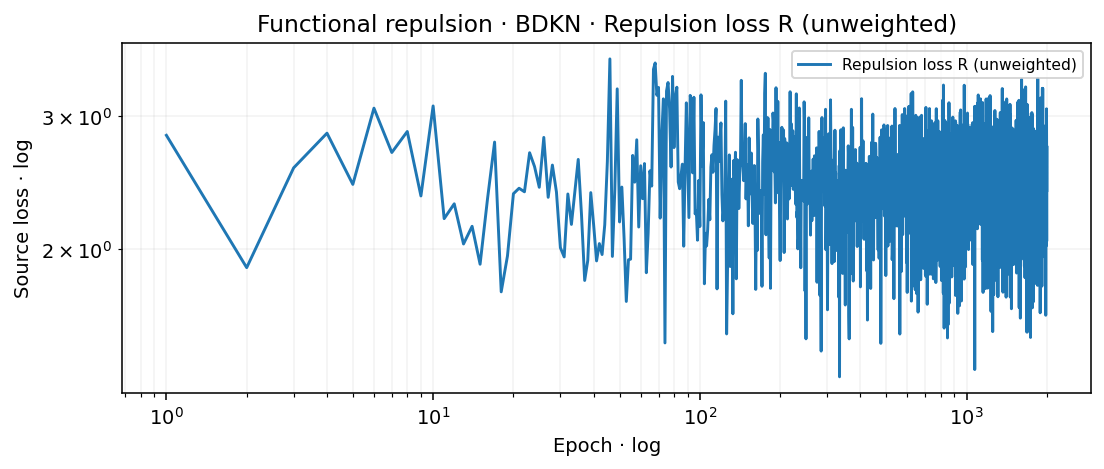 Functional repulsion · BDKN · Repulsion loss R (unweighted)
Repulsion loss R (unweighted)
Source loss · log
3 × 10⁰
2 × 10⁰
10⁰ 10¹ 10² 10³
Epoch · log